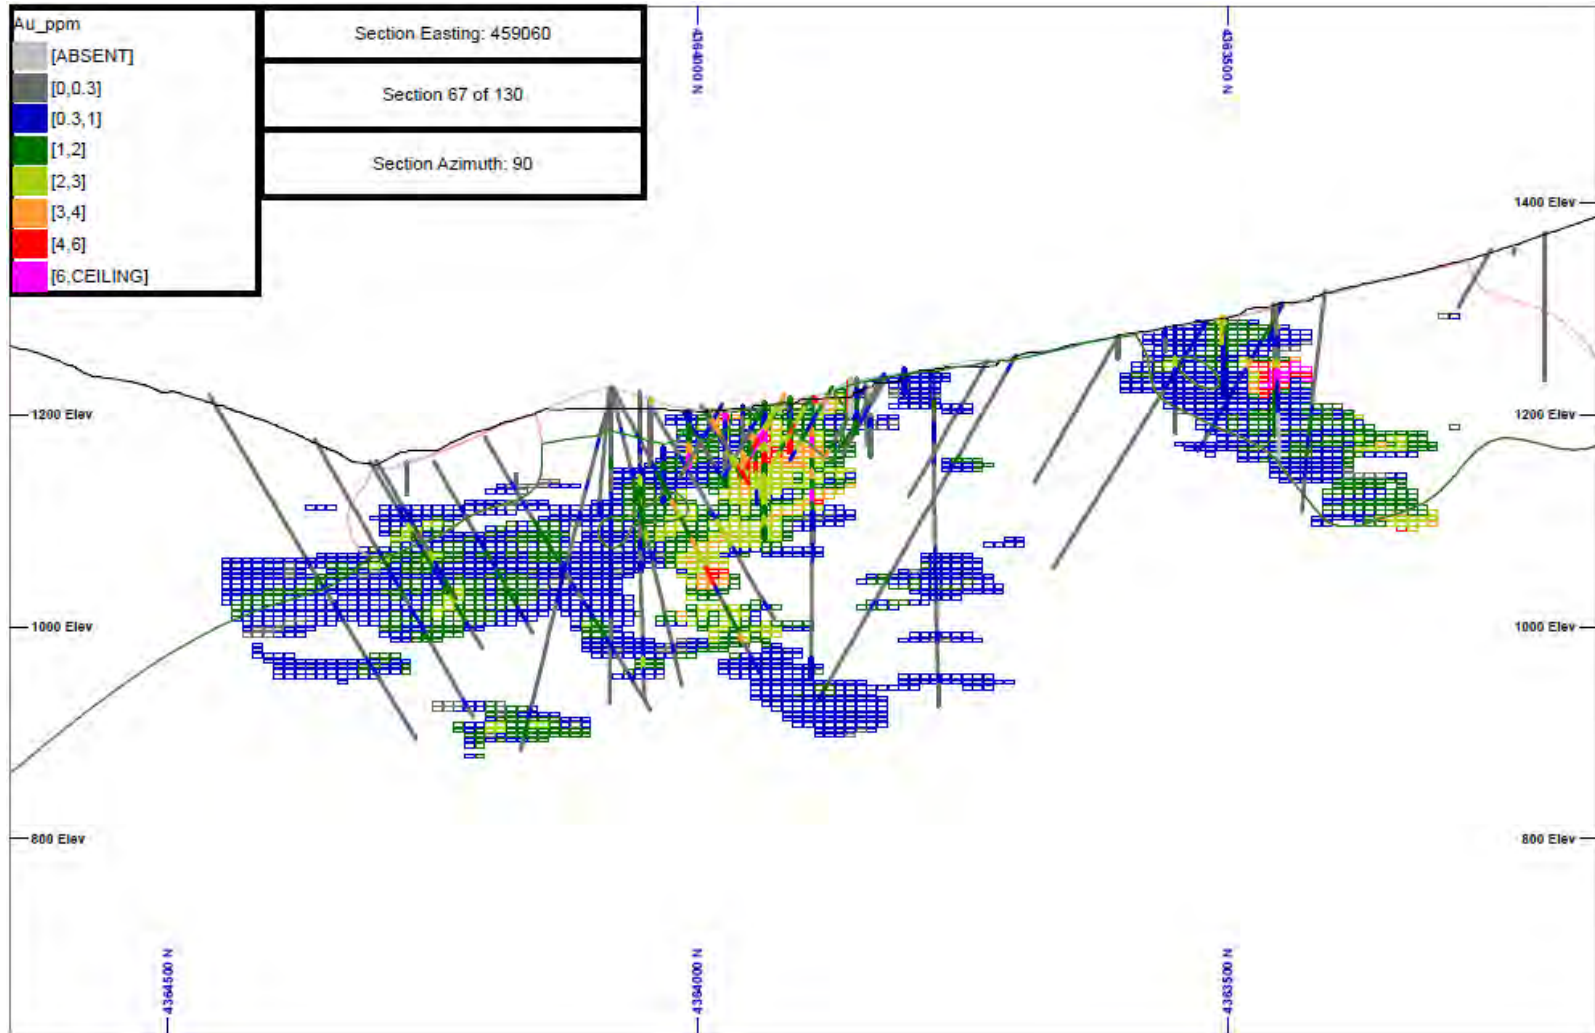 Au_ppm
[ABSENT]
[0,0.3]
[0.3,1]
[1,2]
[2,3]
[3,4]
[4,6]
[6,CEILING]
Section Easting: 459060
Section 67 of 130
Section Azimuth: 90
4364000 N
4363500 N
1400 Elev
1200 Elev
1200 Elev
1000 Elev
1000 Elev
800 Elev
800 Elev
4364500 N
4364000 N
4363500 N